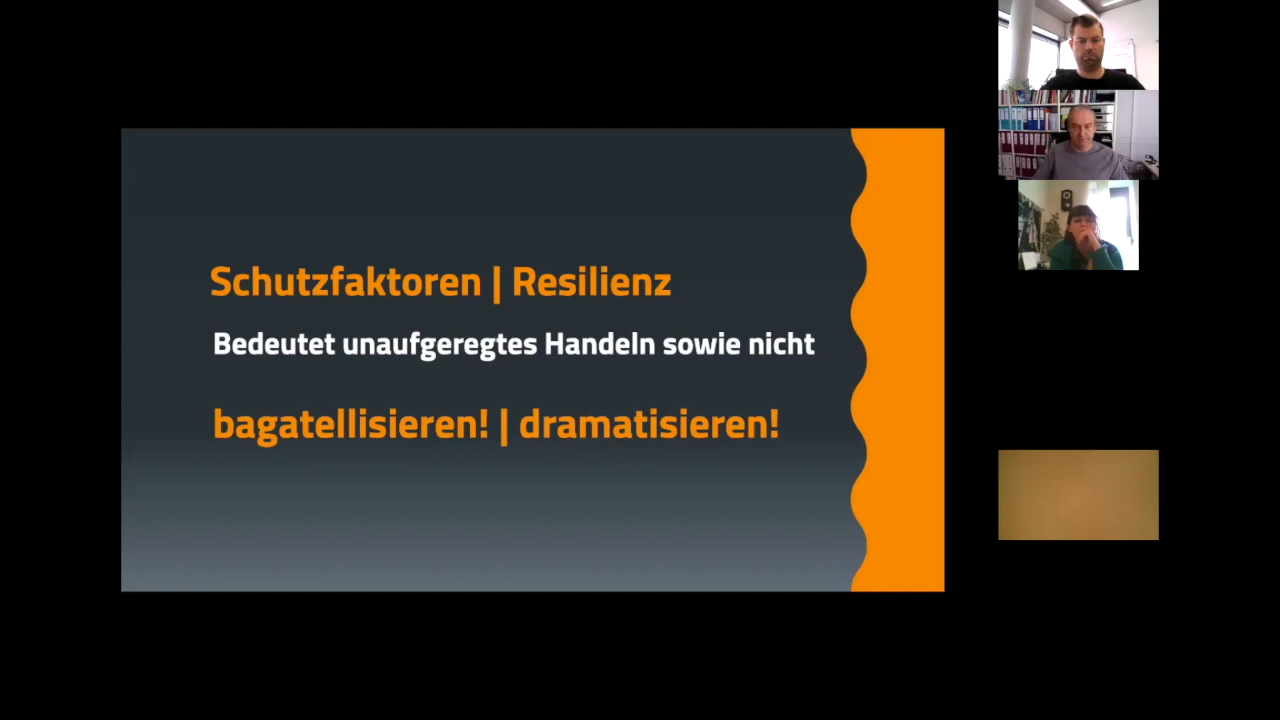 Schutzfaktoren | Resilienz
Bedeutet unaufgeregtes Handeln sowie nicht
bagatellisieren! | dramatisieren!